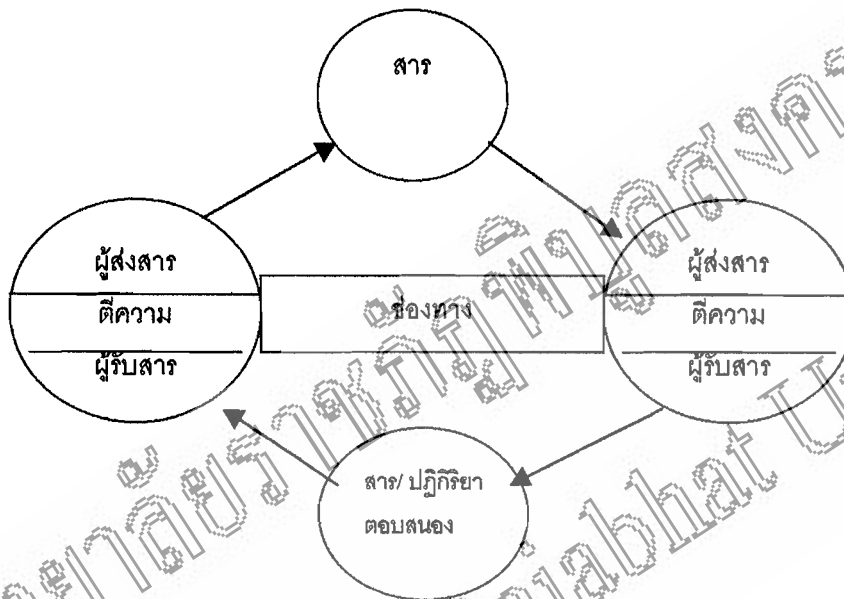 สาร
ผู้ส่งสาร
ตีความ
ผู้รับสาร
ช่องทาง
ผู้ส่งสาร
ตีความ
ผู้รับสาร
สาร/ ปฏิกิริยา
ตอบสนอง